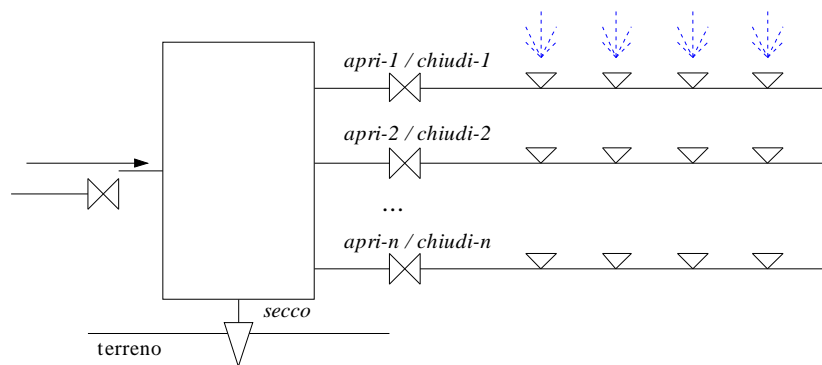 apri-1 / chiudi-1
apri-2 / chiudi-2
...
apri-n / chiudi-n
secco
terreno